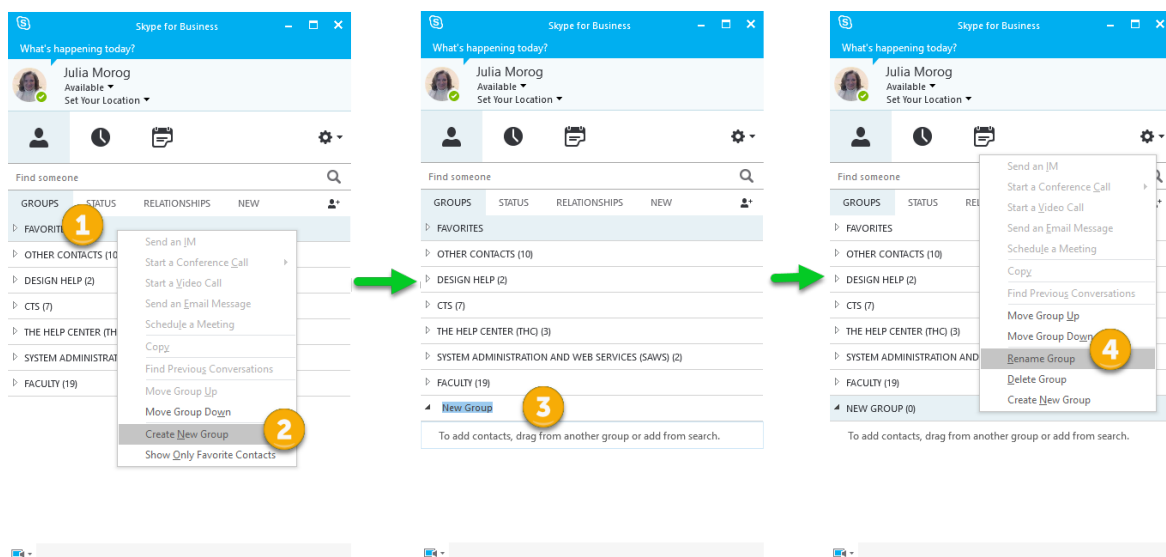 Skype for Business
What's happening today?
Julia Morog
Available
Set Your Location
Find someone
GROUPS STATUS RELATIONSHIPS NEW
1
FAVORIT
OTHER CONTACTS (10
DESIGN HELP (2)
CTS (7)
THE HELP CENTER (TH
SYSTEM ADMINISTRAT
FACULTY (19)
Send an IM
Start a Conference Call
Start a Video Call
Send an Email Message
Schedule a Meeting
Copy
Find Previous Conversations
Move Group Up
Move Group Down
Create New Group
2
Show Only Favorite Contacts
Skype for Business
What's happening today?
Julia Morog
Available
Set Your Location
Find someone
GROUPS STATUS RELATIONSHIPS NEW
FAVORITES
OTHER CONTACTS (10)
DESIGN HELP (2)
CTS (7)
THE HELP CENTER (THC) (3)
SYSTEM ADMINISTRATION AND WEB SERVICES (SAWS) (2)
FACULTY (19)
New Group
3
To add contacts, drag from another group or add from search.
Skype for Business
What's happening today?
Julia Morog
Available
Set Your Location
Find someone
GROUPS STATUS REL
FAVORITES
OTHER CONTACTS (10)
DESIGN HELP (2)
CTS (7)
THE HELP CENTER (THC) (3)
SYSTEM ADMINISTRATION AND
FACULTY (19)
NEW GROUP (0)
To add contacts, drag from another group or add from search.
Send an IM
Start a Conference Call
Start a Video Call
Send an Email Message
Schedule a Meeting
Copy
Find Previous Conversations
Move Group Up
Move Group Down
4
Rename Group
Delete Group
Create New Group